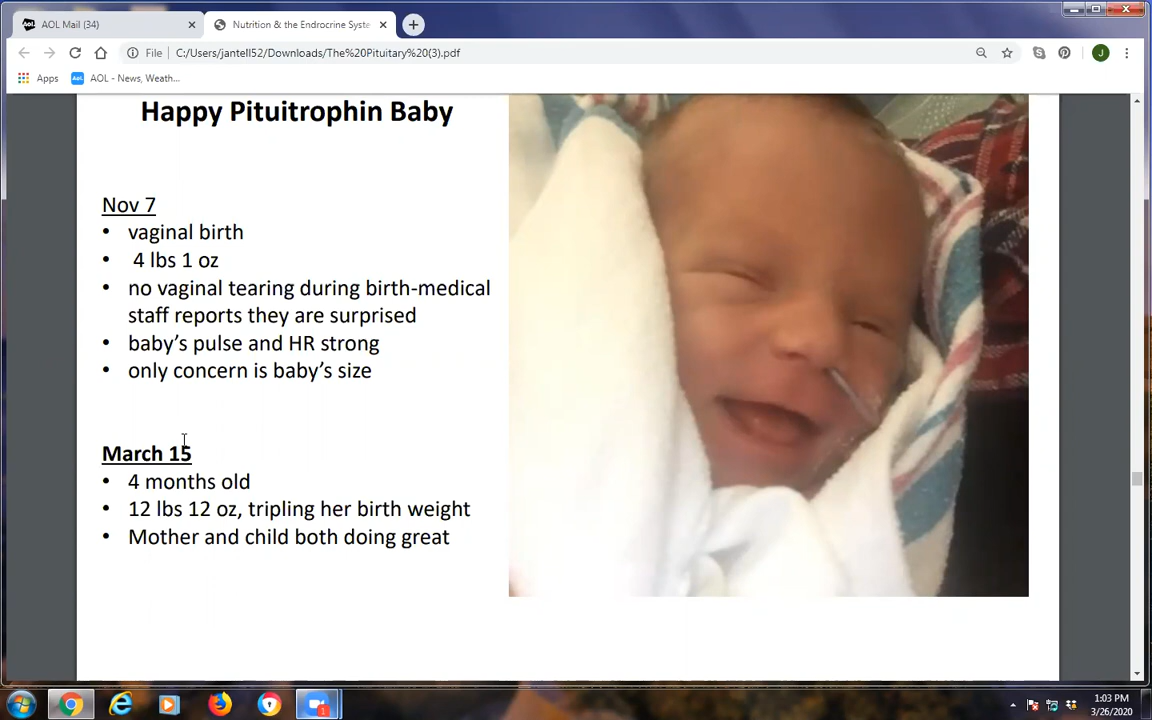 AOL Mail (34)
Nutrition & the Endocrine Syste
File
C:/Users/jantell52/Downloads/The%20Pituitary%20(3).pdf
J
Apps
Aol.
AOL - News, Weath...
Happy Pituitrophin Baby
Nov 7
• vaginal birth
• 4 lbs 1 oz
• no vaginal tearing during birth-medical
staff reports they are surprised
• baby's pulse and HR strong
• only concern is baby's size
March 15
• 4 months old
• 12 lbs 12 oz, tripling her birth weight
• Mother and child both doing great
1:03 PM
3/26/2020